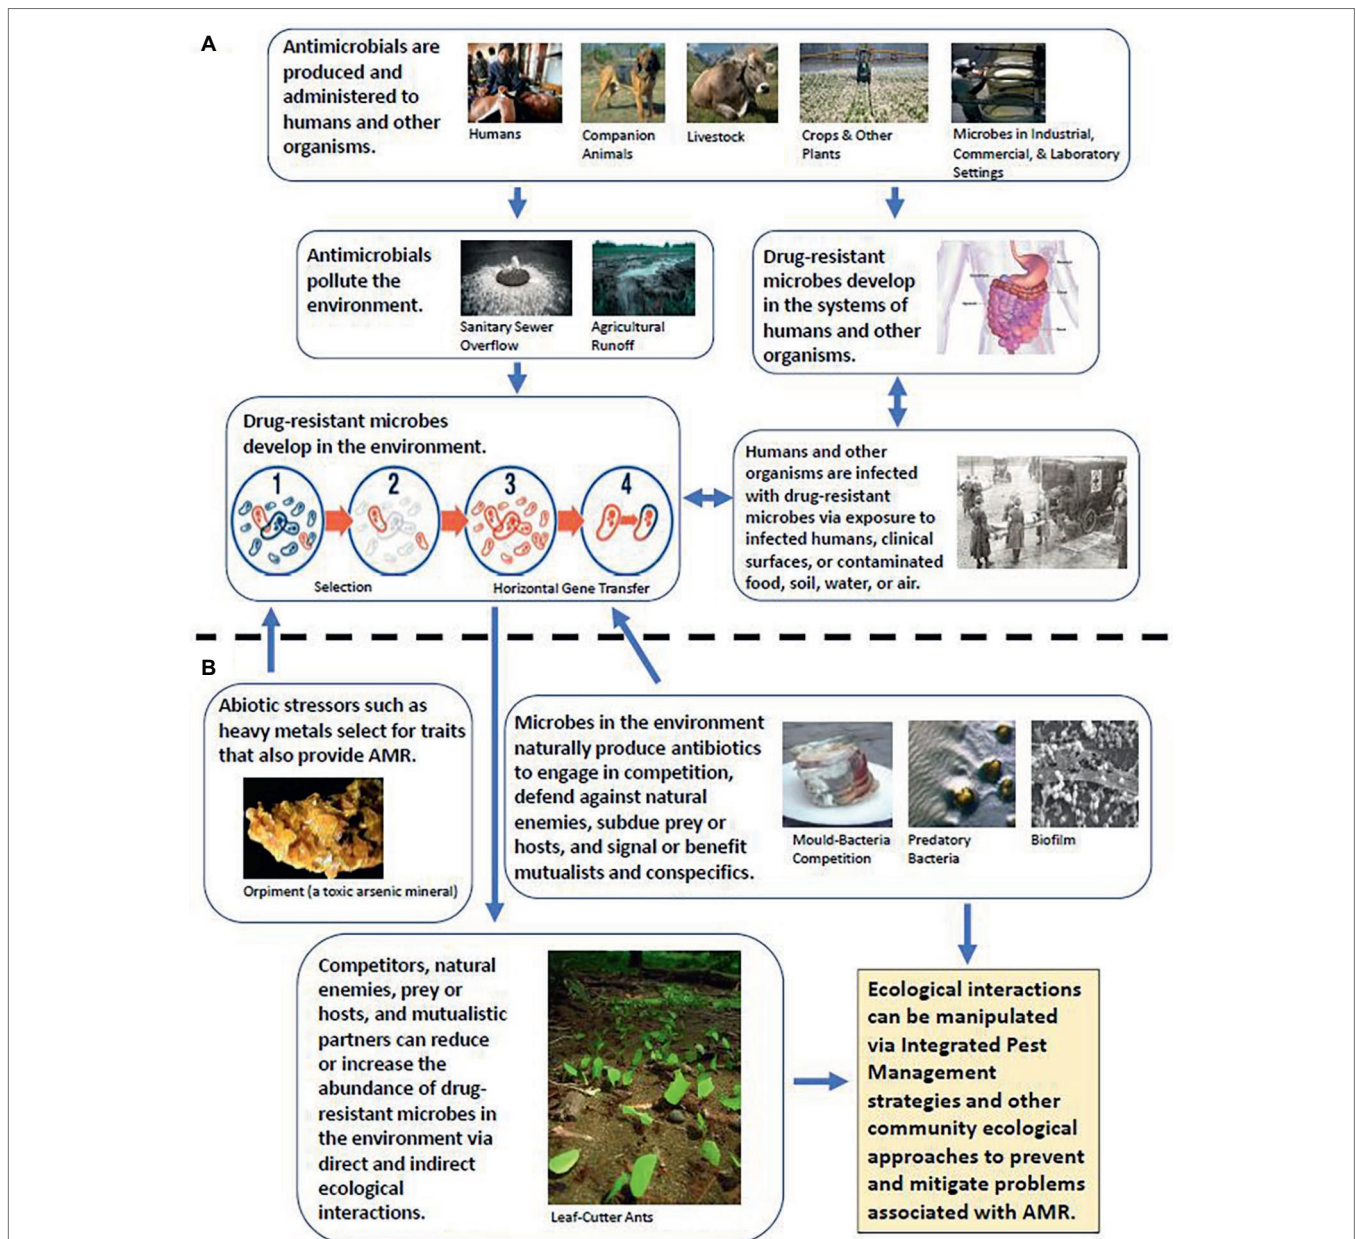 A
Antimicrobials are
produced and
administered to
humans and other
organisms.
Humans
Companion
Animals
Livestock
Crops & Other
Plants
Microbes in Industrial,
Commercial, & Laboratory
Settings
Antimicrobials
pollute the
environment.
Sanitary Sewer
Overflow
Agricultural
Runoff
Drug-resistant
microbes develop
in the systems of
humans and other
organisms.
Drug-resistant microbes
develop in the environment.
1
2
3
4
Selection
Horizontal Gene Transfer
Humans and other
organisms are infected
with drug-resistant
microbes via exposure to
infected humans, clinical
surfaces, or contaminated
food, soil, water, or air.
B
Abiotic stressors such as
heavy metals select for traits
that also provide AMR.
Orpiment (a toxic arsenic mineral)
Microbes in the environment
naturally produce antibiotics
to engage in competition,
defend against natural
enemies, subdue prey or
hosts, and signal or benefit
mutualists and conspecifics.
Mould-Bacteria
Competition
Predatory
Bacteria
Biofilm
Competitors, natural
enemies, prey or
hosts, and mutualistic
partners can reduce
or increase the
abundance of drug-
resistant microbes in
the environment via
direct and indirect
ecological
interactions.
Leaf-Cutter Ants
Ecological interactions
can be manipulated
via Integrated Pest
Management
strategies and other
community ecological
approaches to prevent
and mitigate problems
associated with AMR.